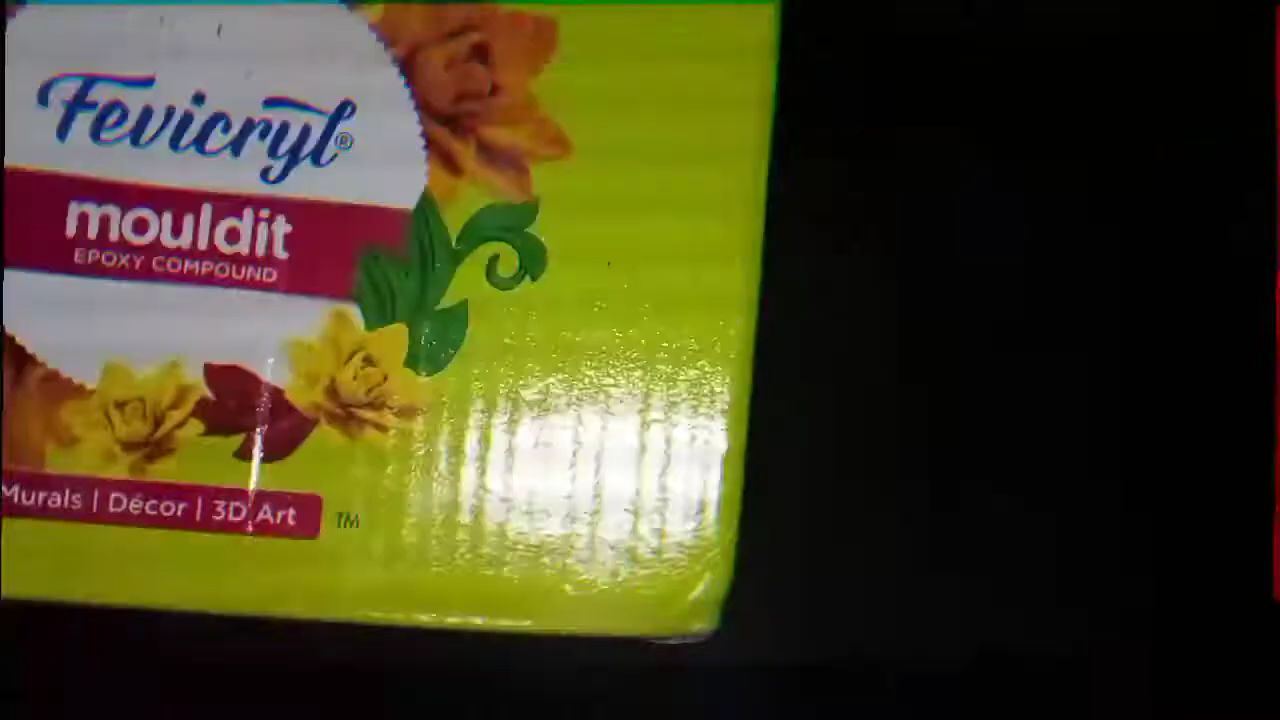 Fevicryl®
mouldit
EPOXY COMPOUND
Murals | Décor | 3D Art
TM